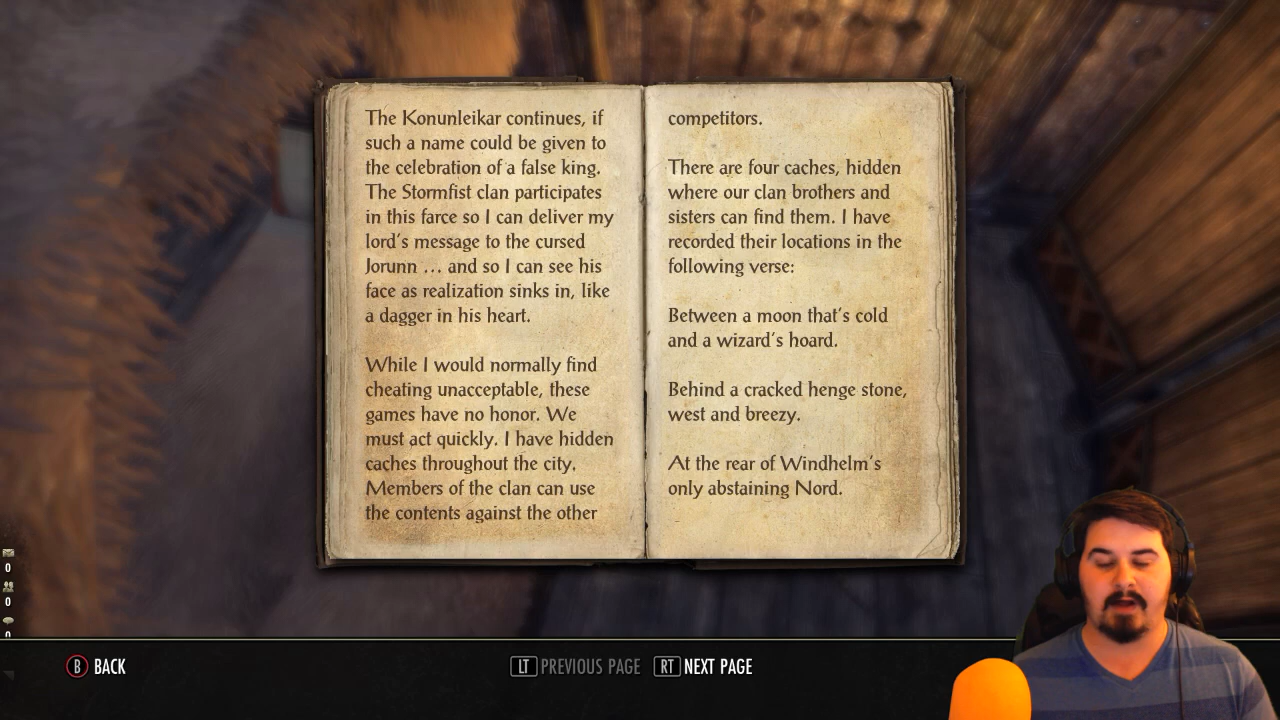 The Konunleikar continues, if
such a name could be given to
the celebration of a false king.
The Stormfist clan participates
in this farce so I can deliver my
lord's message to the cursed
Jorunn ... and so I can see his
face as realization sinks in, like
a dagger in his heart.
While I would normally find
cheating unacceptable, these
games have no honor. We
must act quickly. I have hidden
caches throughout the city.
Members of the clan can use
the contents against the other
competitors.
There are four caches, hidden
where our clan brothers and
sisters can find them. I have
recorded their locations in the
following verse:
Between a moon that's cold
and a wizard's hoard.
Behind a cracked henge stone,
west and breezy.
At the rear of Windhelm's
only abstaining Nord.
0
0
0
B BACK
LT PREVIOUS PAGE RT NEXT PAGE